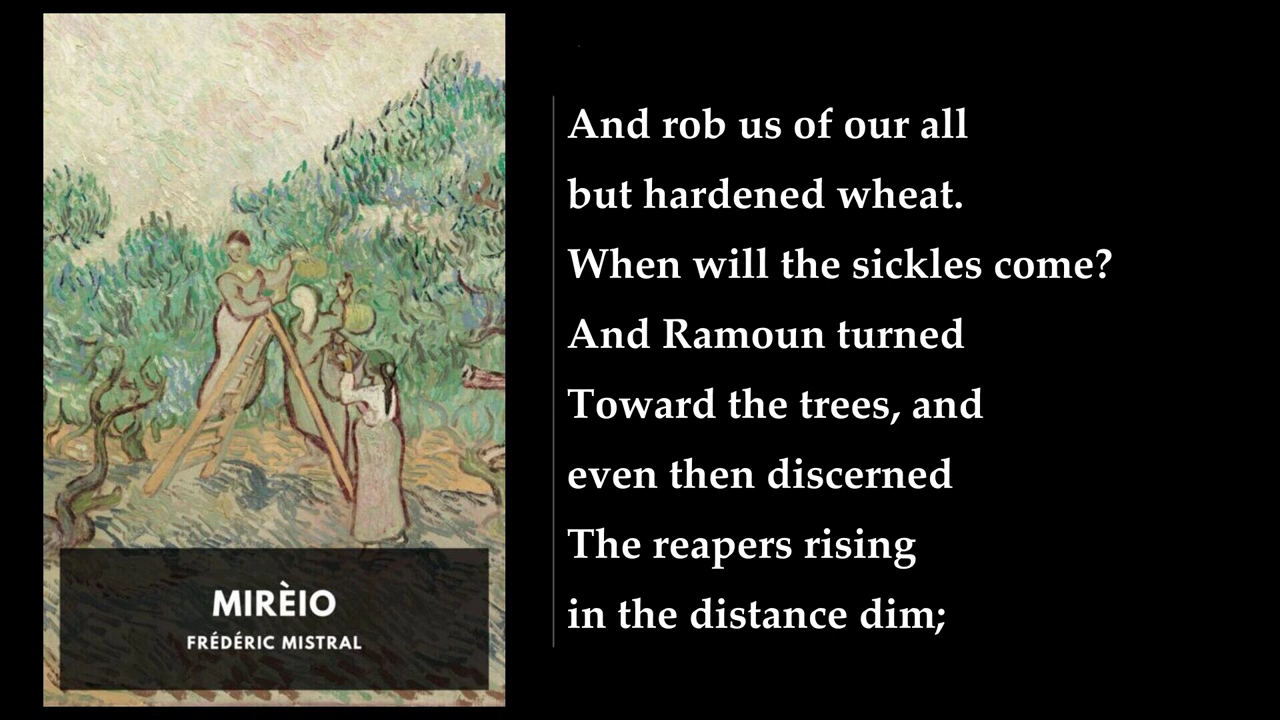 MIRÈIO
FRÉDÉRIC MISTRAL
And rob us of our all
but hardened wheat.
When will the sickles come?
And Ramoun turned
Toward the trees, and
even then discerned
The reapers rising
in the distance dim;